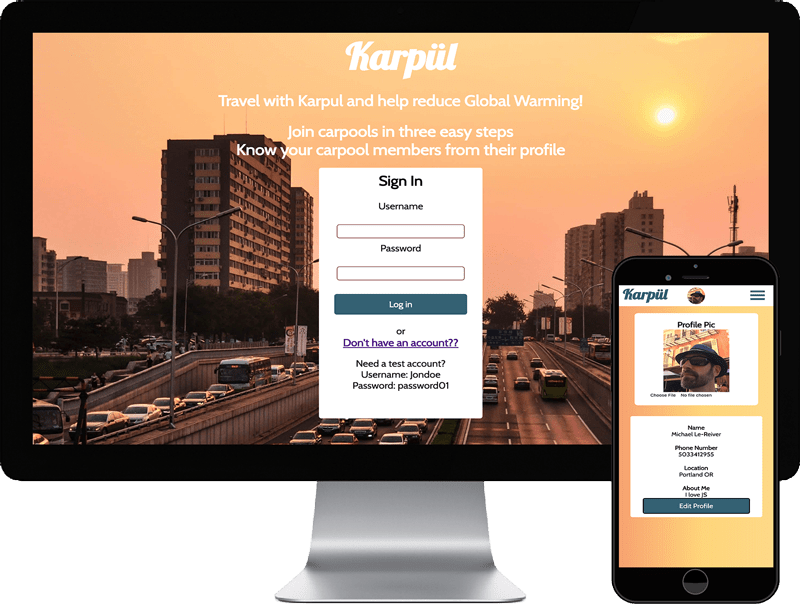 Karpül
Travel with Karpul and help reduce Global Warming!
Join carpools in three easy steps
Know your carpool members from their profile
Sign In
Username
Password
Log in
or
Don't have an account??
Need a test account?
Username: Jondoe
Password: password01
Karpül
Profile Pic
Choose File No file chosen
Name
Michael Le-Reiver
Phone Number
5033412955
Location
Portland OR
About Me
I love JS
Edit Profile